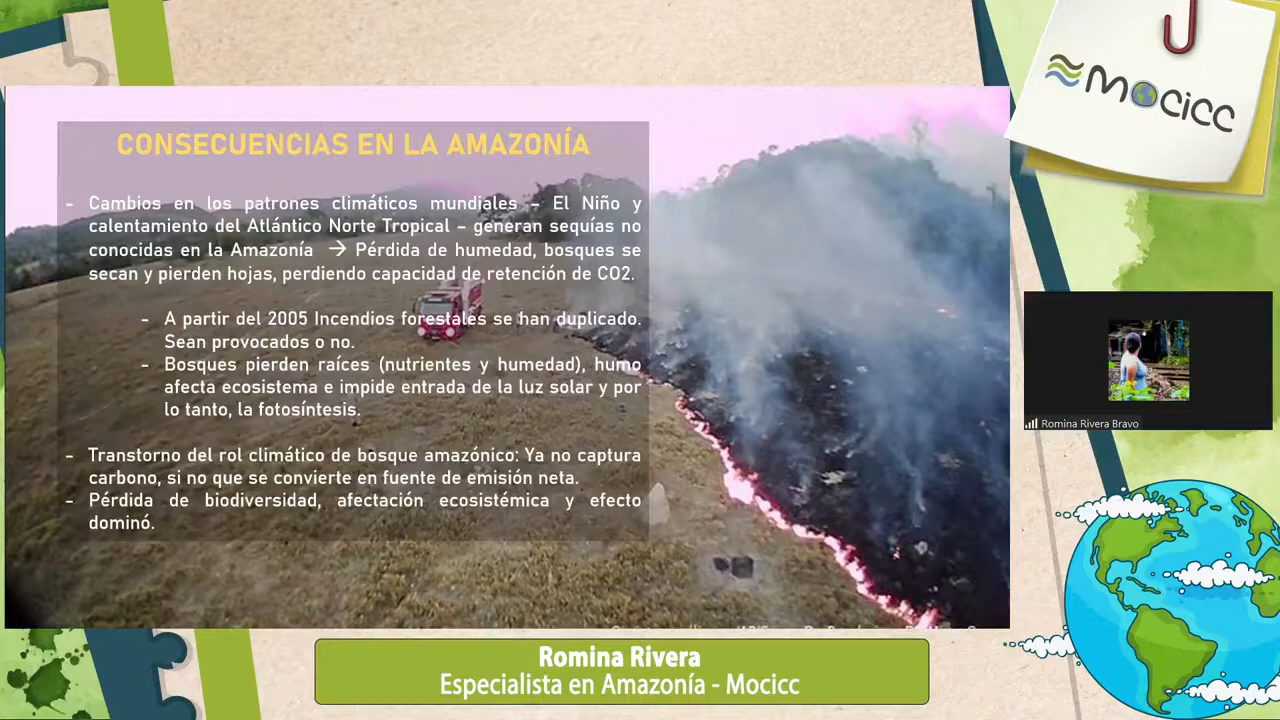 CONSECUENCIAS EN LA AMAZONÍA
- Cambios en los patrones climáticos mundiales – El Niño y
calentamiento del Atlántico Norte Tropical – generan sequías no
conocidas en la Amazonía → Pérdida de humedad, bosques se
secan y pierden hojas, perdiendo capacidad de retención de CO2.
- A partir del 2005 Incendios forestales se han duplicado.
Sean provocados o no.
- Bosques pierden raíces (nutrientes y humedad), humo
afecta ecosistema e impide entrada de la luz solar y por
lo tanto, la fotosíntesis.
- Transtorno del rol climático de bosque amazónico: Ya no captura
carbono, si no que se convierte en fuente de emisión neta.
- Pérdida de biodiversidad, afectación ecosistémica y efecto
dominó.
mocicc
Romina Rivera Bravo
Romina Rivera
Especialista en Amazonía - Mocicc